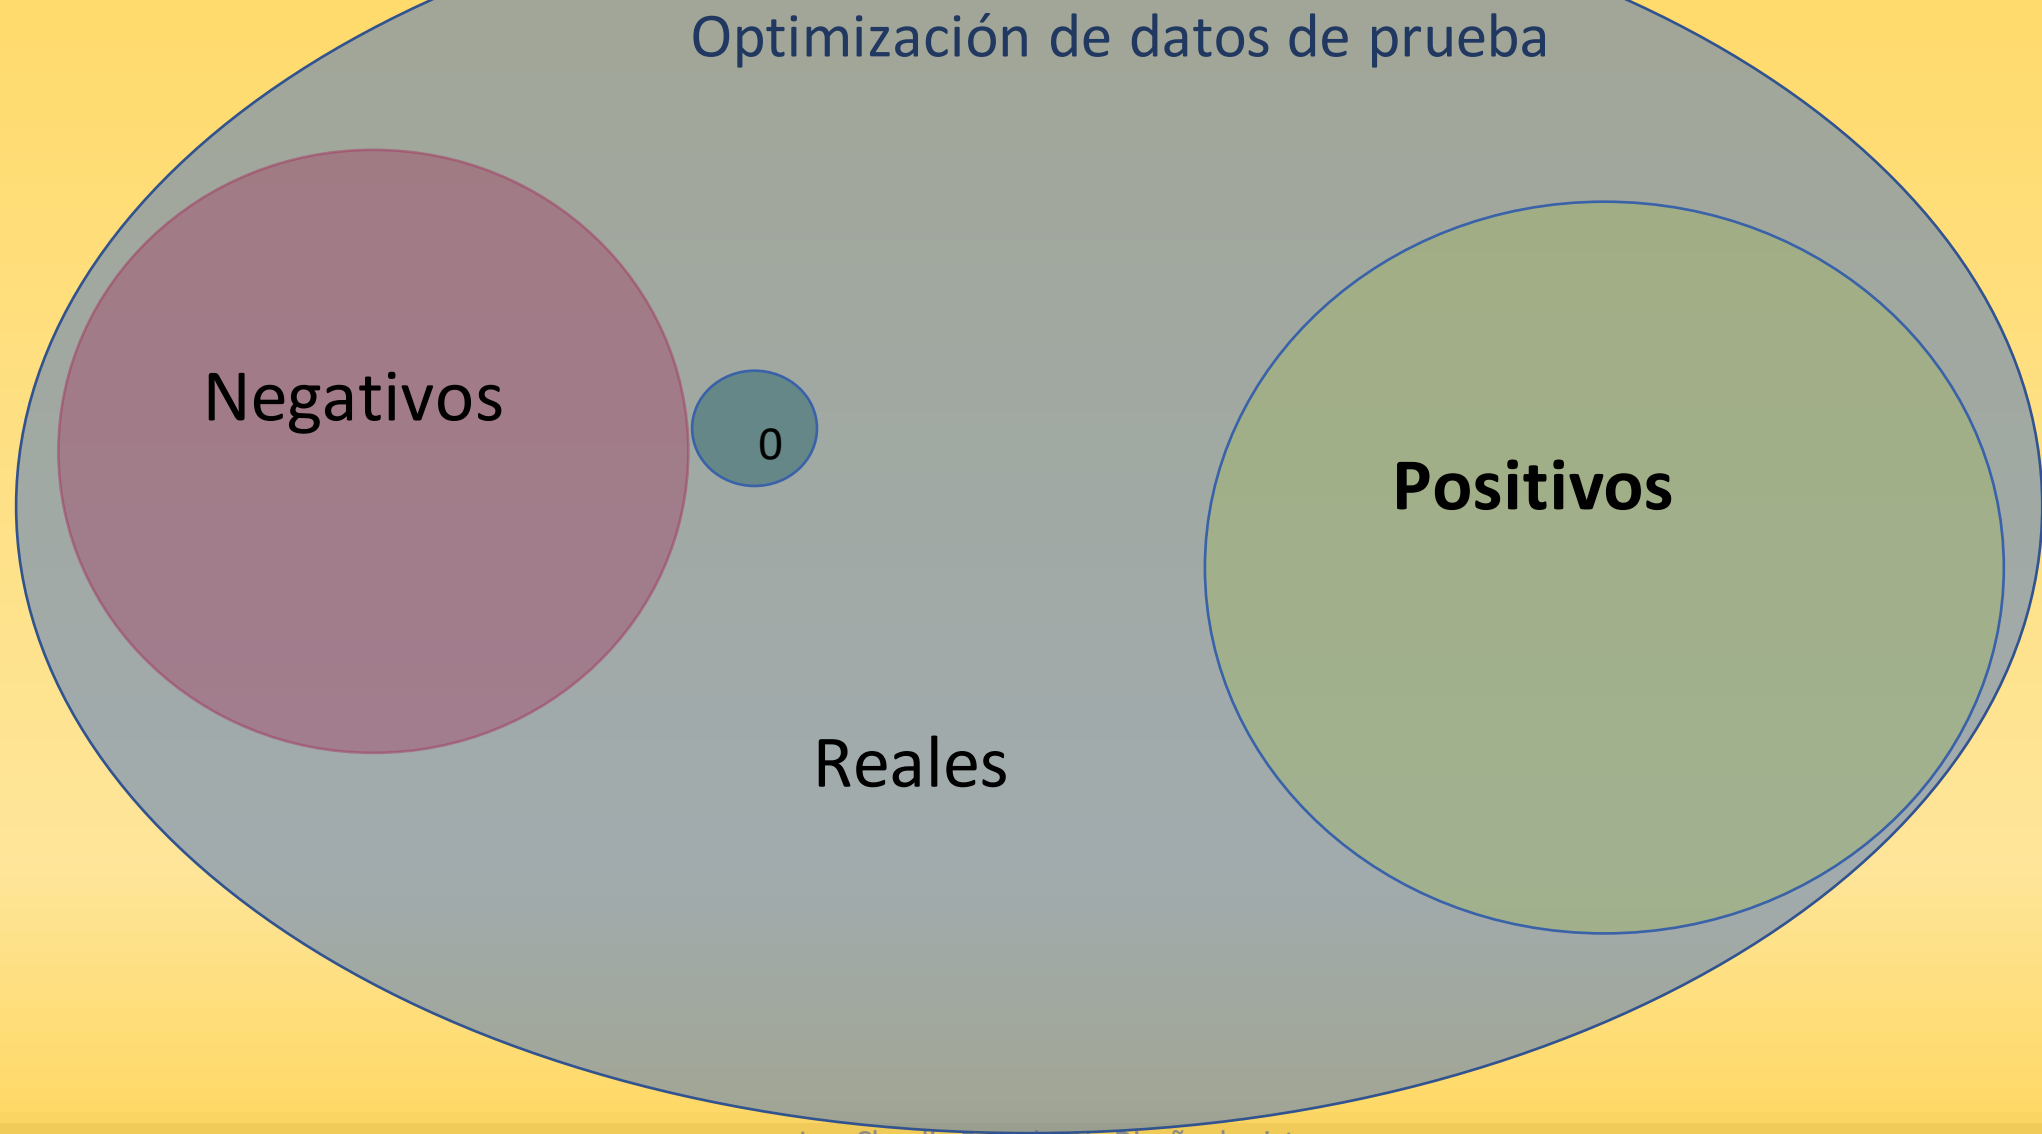 Optimización de datos de prueba
Negativos
0
Positivos
Reales